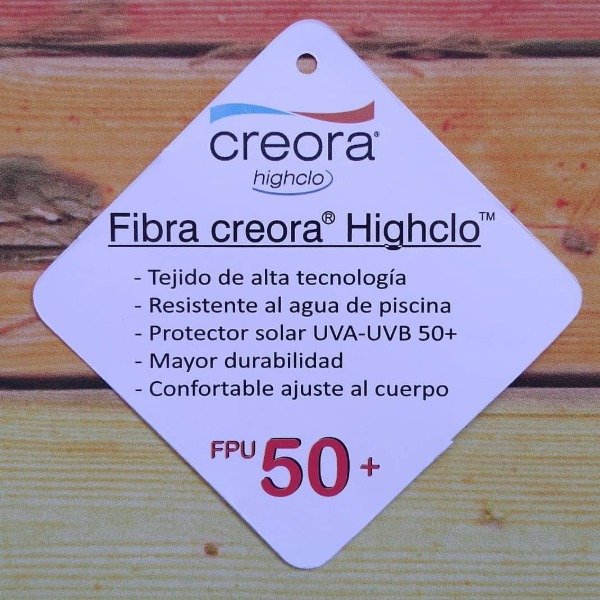 creora®
highclo
Fibra creora® Highclo™
- Tejido de alta tecnología
- Resistente al agua de piscina
- Protector solar UVA-UVB 50+
- Mayor durabilidad
- Confortable ajuste al cuerpo
FPU 50+